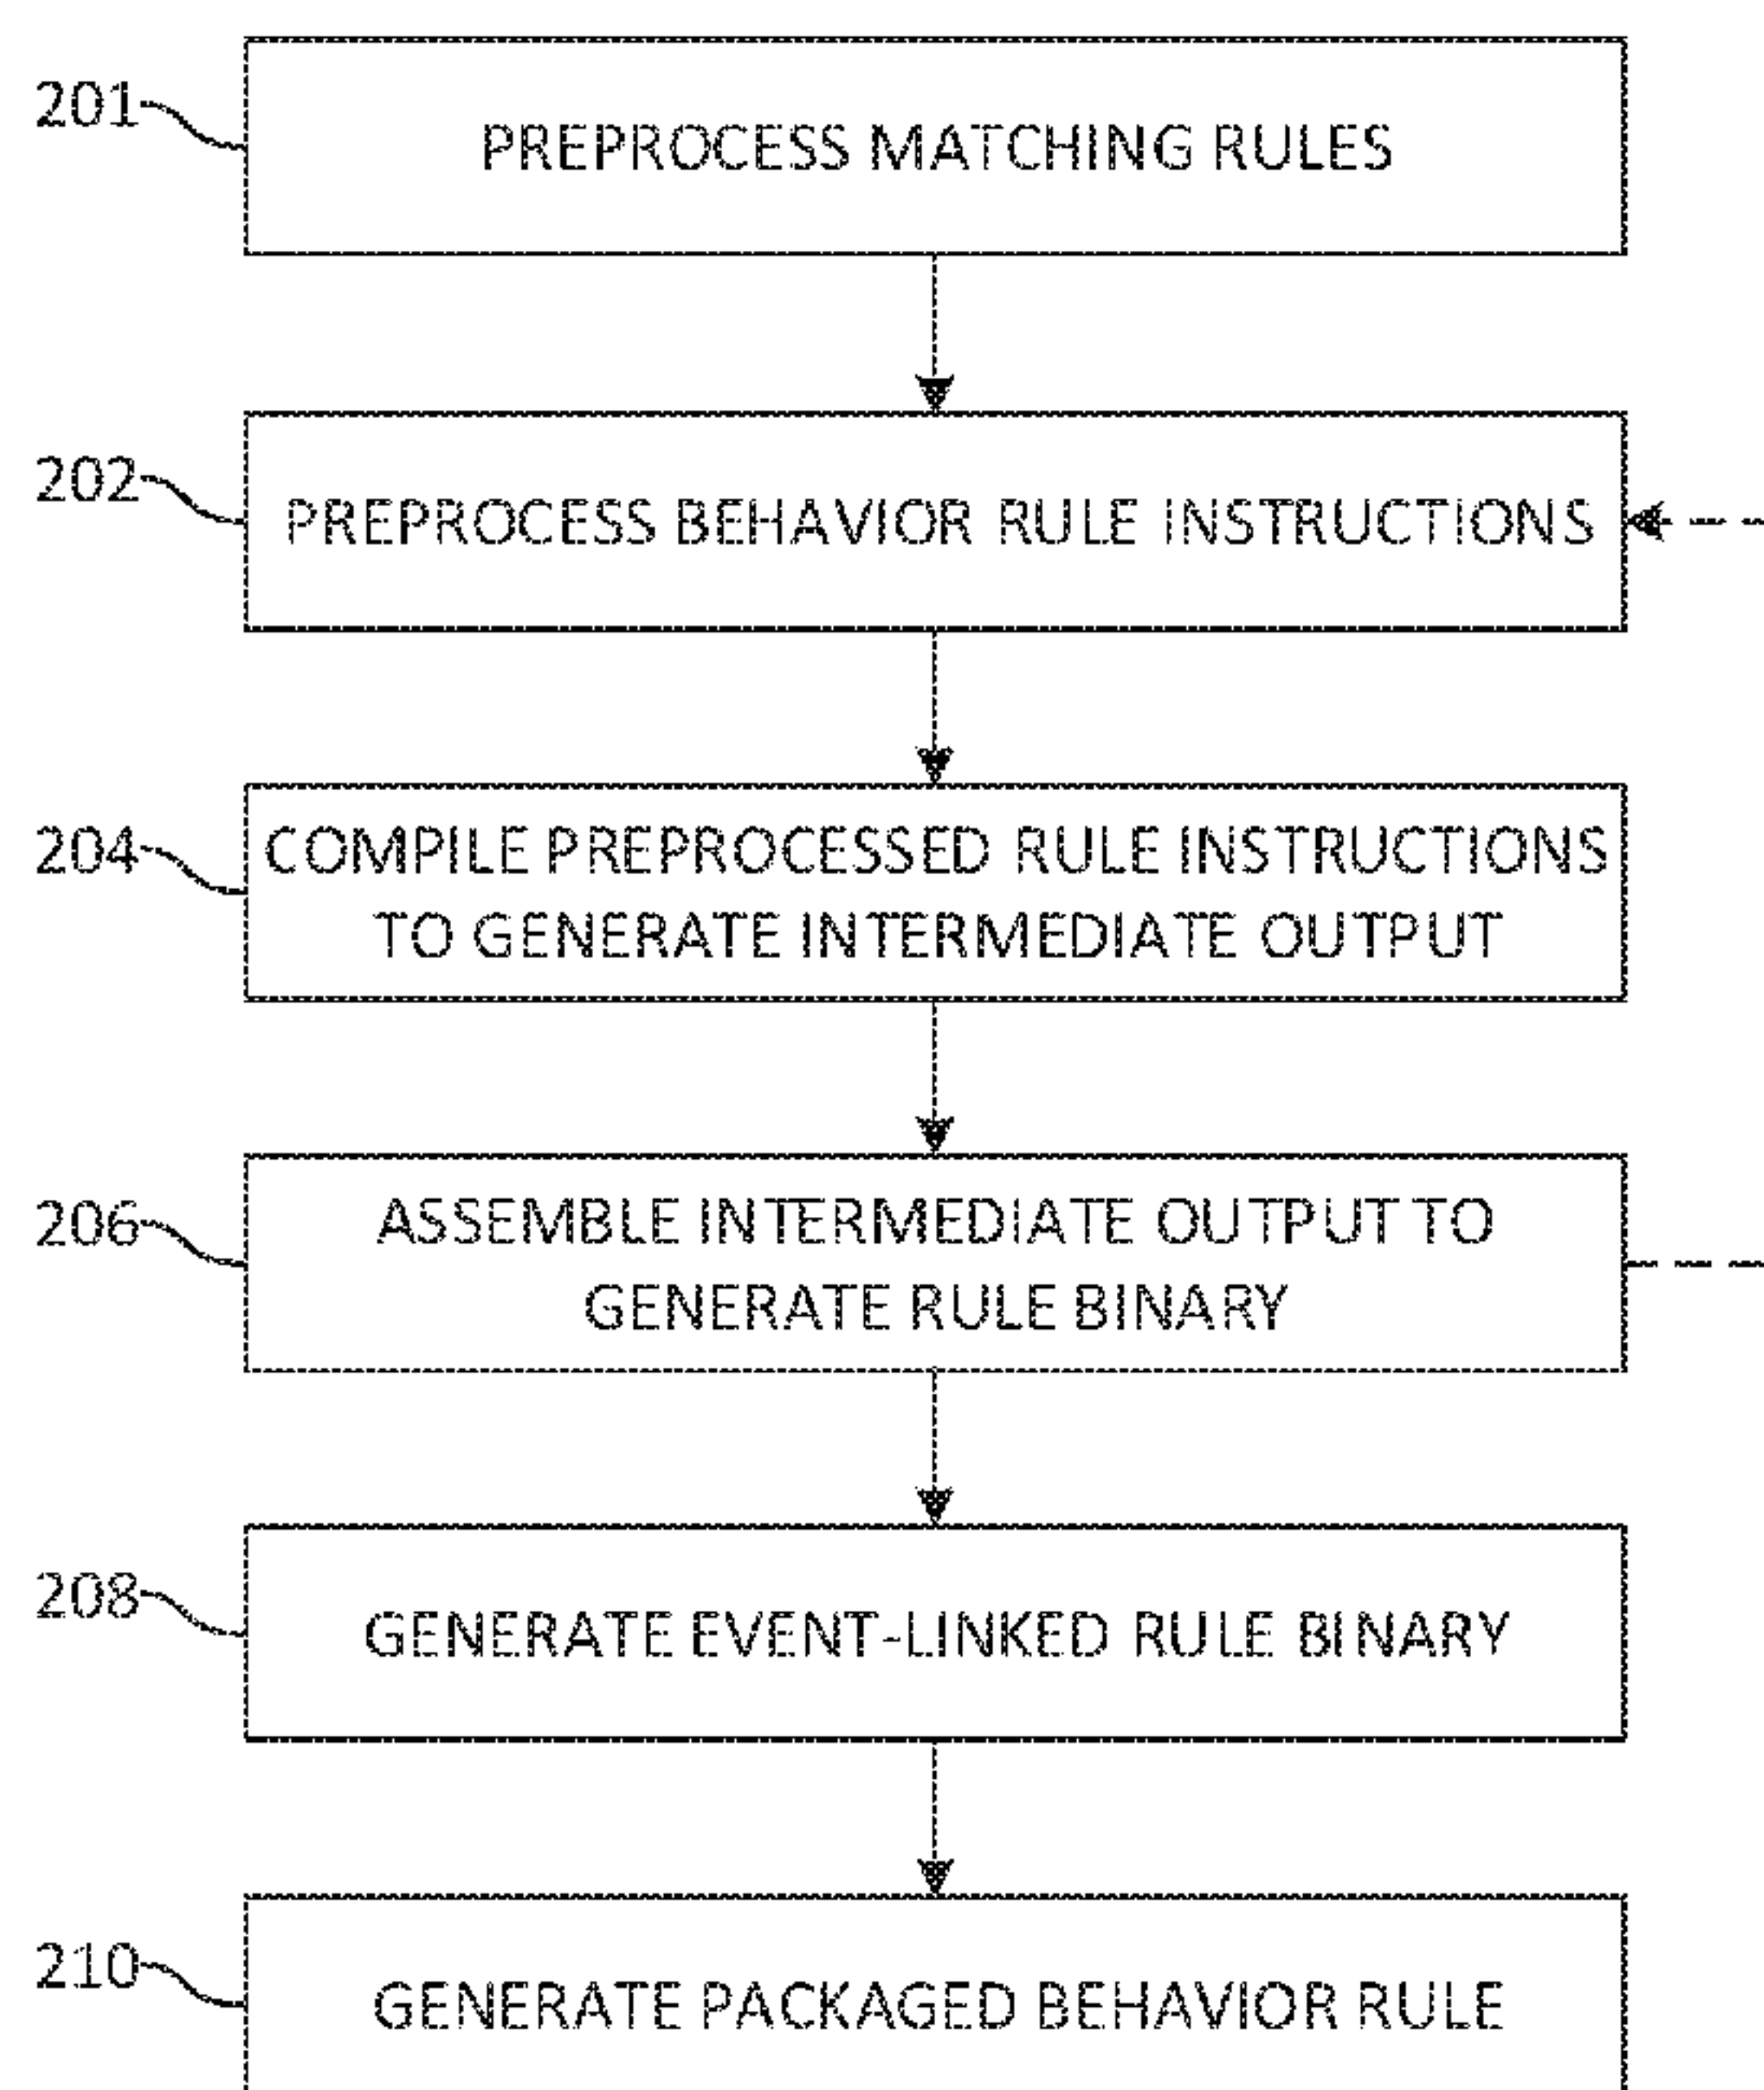 201
PREPROCESS MATCHING RULES
202
PREPROCESS BEHAVIOR RULE INSTRUCTIONS
204
COMPILE PREPROCESSED RULE INSTRUCTIONS
TO GENERATE INTERMEDIATE OUTPUT
206
ASSEMBLE INTERMEDIATE OUTPUT TO
GENERATE RULE BINARY
208
GENERATE EVENT-LINKED RULE BINARY
210
GENERATE PACKAGED BEHAVIOR RULE